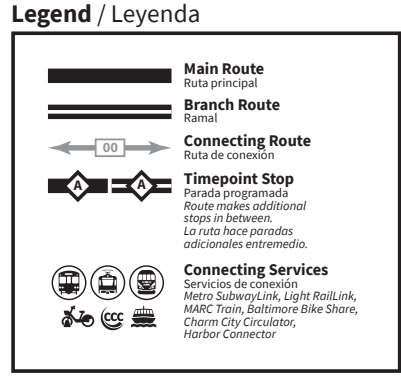 Legend / Leyenda
Main Route
Ruta principal
Branch Route
Ramal
00
Connecting Route
Ruta de conexión
A
A
Timepoint Stop
Parada programada
Route makes additional
stops in between.
La ruta hace paradas
adicionales entremedio.
Connecting Services
Servicios de conexión
Metro SubwayLink, Light RailLink,
MARC Train, Baltimore Bike Share,
Charm City Circulator,
Harbor Connector
CCC